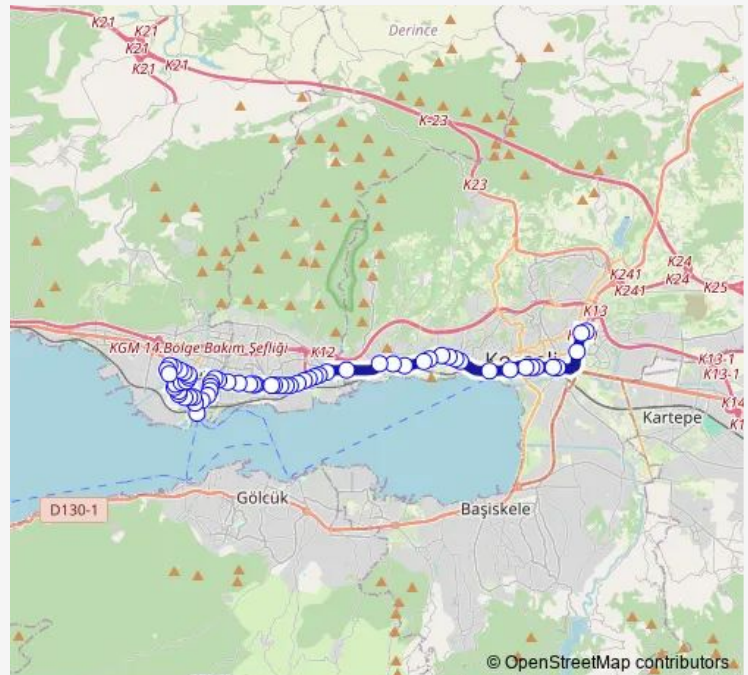 K21
K21
K21
K21
K21
Derince
K-23
K23
K24
K241
K24
K241
K25
K13
KGM 14.Bölge Bakım Şefliği
K12
K13-1
K13-1
K14
Kartepe
Gölcük
D130-1
Başiskele
© OpenStreetMap contributors